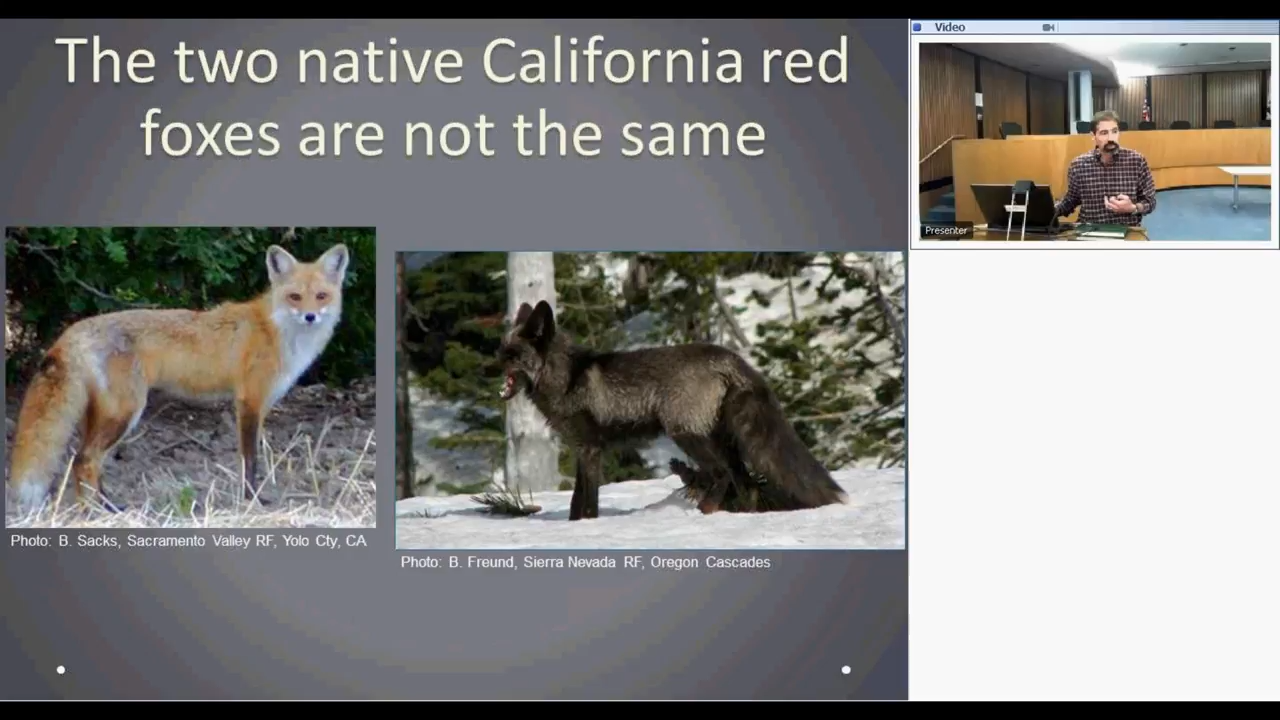 The two native California red
foxes are not the same
Photo: B. Sacks, Sacramento Valley RF, Yolo Cty, CA
Photo: B. Freund, Sierra Nevada RF, Oregon Cascades
Video
Presenter